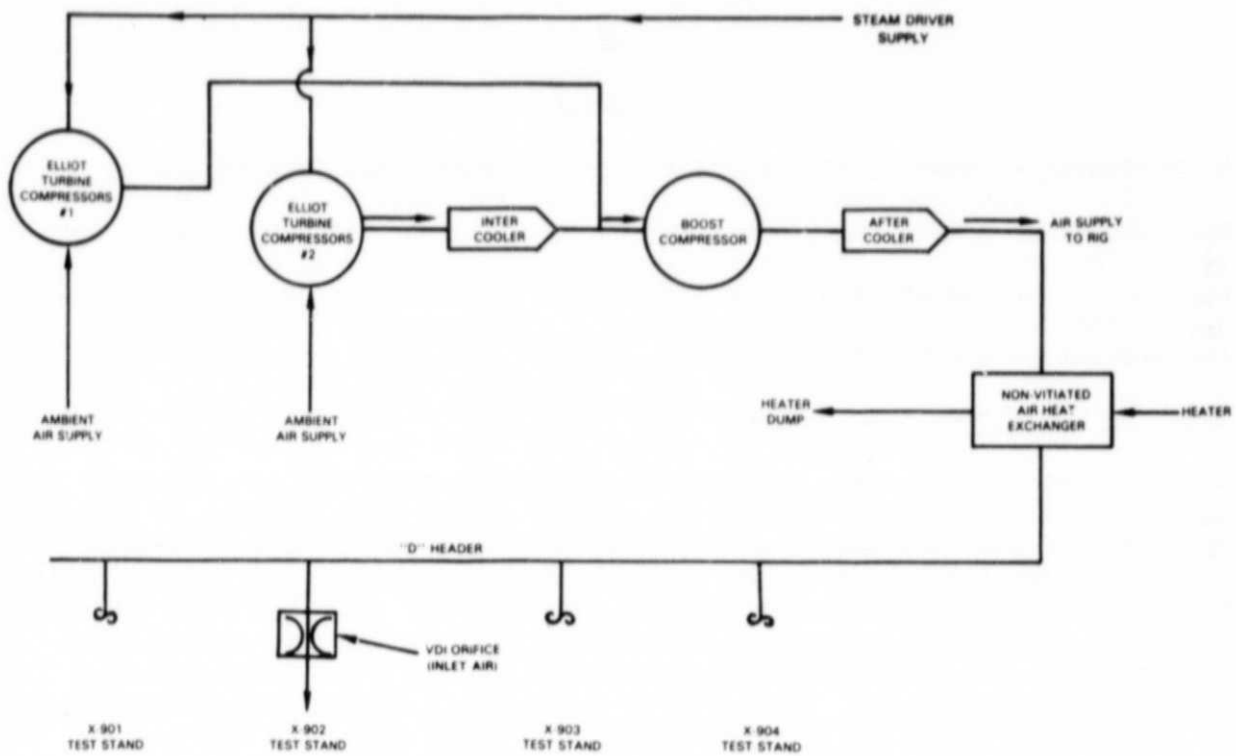 STEAM DRIVER
SUPPLY
ELLIOT
TURBINE
COMPRESSORS
#1
ELLIOT
TURBINE
COMPRESSORS
#2
INTER
COOLER
BOOST
COMPRESSOR
AFTER
COOLER
AIR SUPPLY
TO RIG
AMBIENT
AIR SUPPLY
AMBIENT
AIR SUPPLY
HEATER
DUMP
NON-VITIATED
AIR HEAT
EXCHANGER
HEATER
"D" HEADER
VDI ORIFICE
(INLET AIR)
X-901
TEST STAND
X-902
TEST STAND
X-903
TEST STAND
X-904
TEST STAND